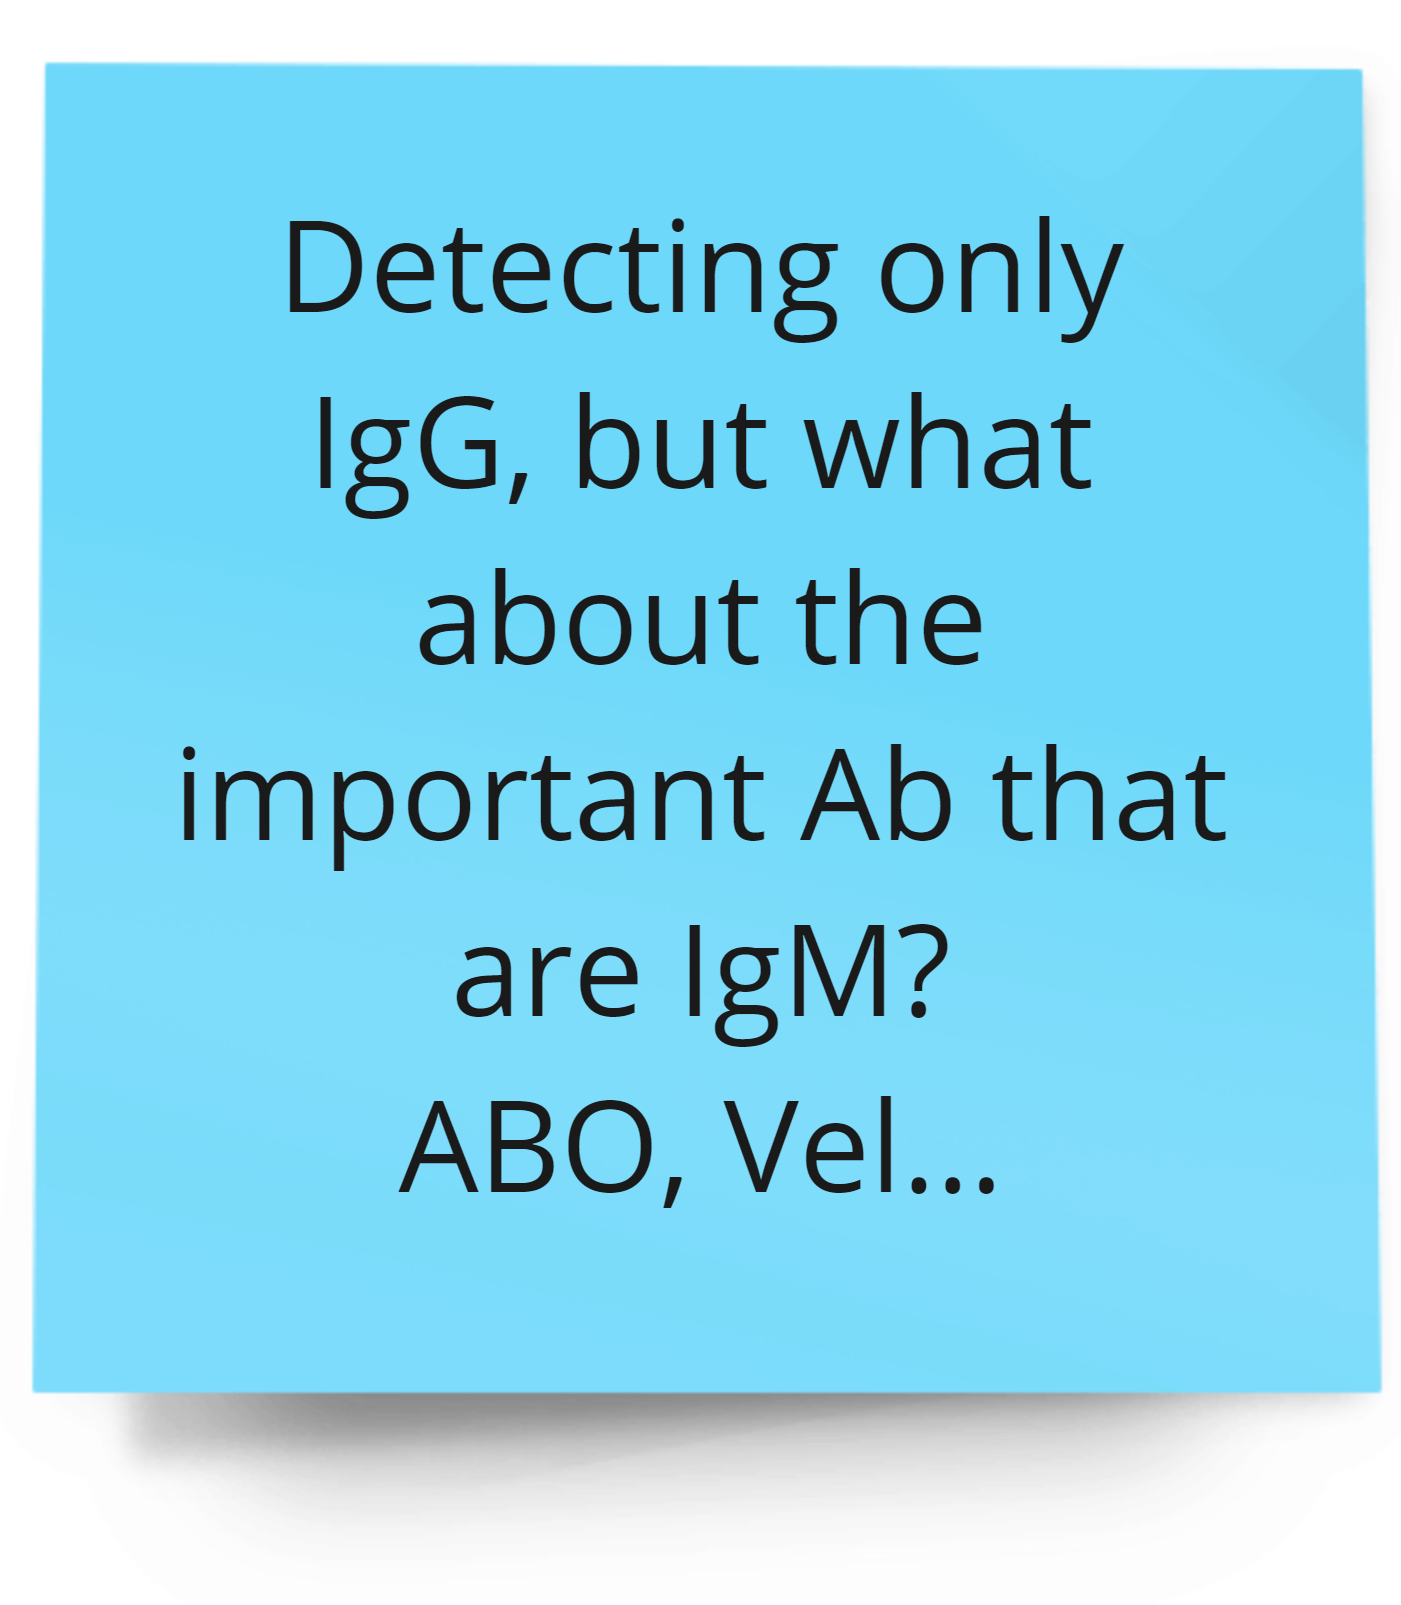 Detecting only
IgG, but what
about the
important Ab that
are IgM?
ABO, Vel...